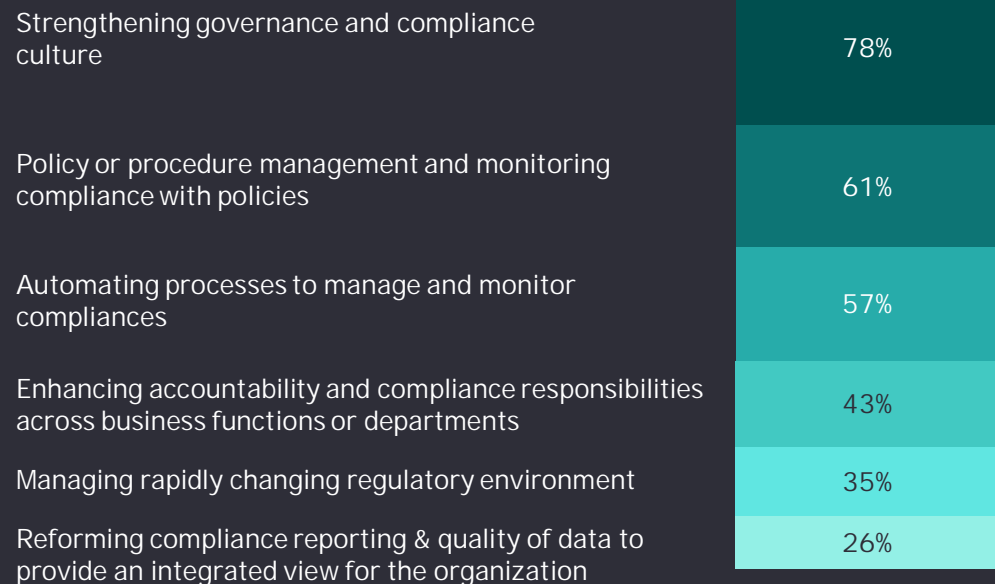 Strengthening governance and compliance
culture
78%
Policy or procedure management and monitoring
compliance with policies
61%
Automating processes to manage and monitor
compliances
57%
Enhancing accountability and compliance responsibilities
across business functions or departments
43%
Managing rapidly changing regulatory environment
35%
Reforming compliance reporting & quality of data to
provide an integrated view for the organization
26%